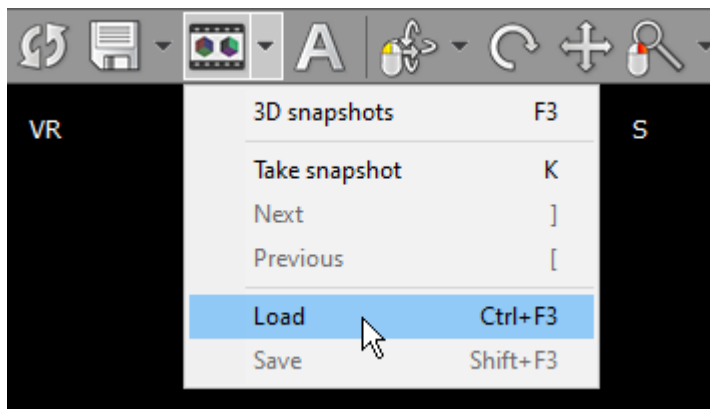 A
VR
S
3D snapshots F3
Take snapshot K
Next ]
Previous [
Load Ctrl+F3
Save Shift+F3